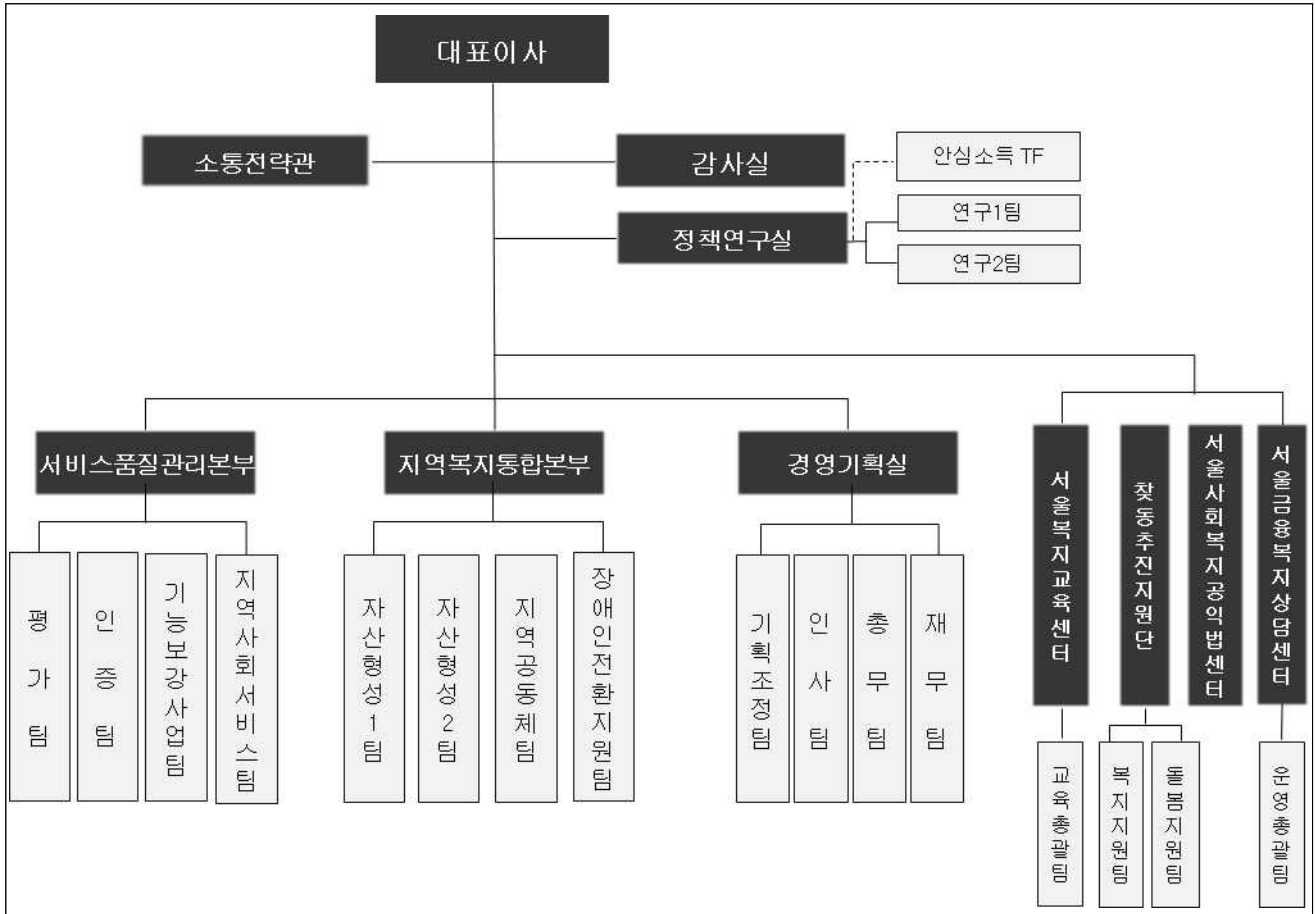 대표이사
소통전략관
감사실
안심소득 TF
정책연구실
연구1팀
연구2팀
서비스품질관리본부
지역복지통합본부
경영기획실
서울복지교육센터
찾동추진지원단
서울사회복지공익법센터
서울금융복지상담센터
평가팀
인증팀
기능보강사업팀
지역사회서비스팀
자산형성1팀
자산형성2팀
지역공동체팀
장애인전환지원팀
기획조정팀
인사팀
총무팀
재무팀
교육총괄팀
복지지원팀
돌봄지원팀
운영총괄팀